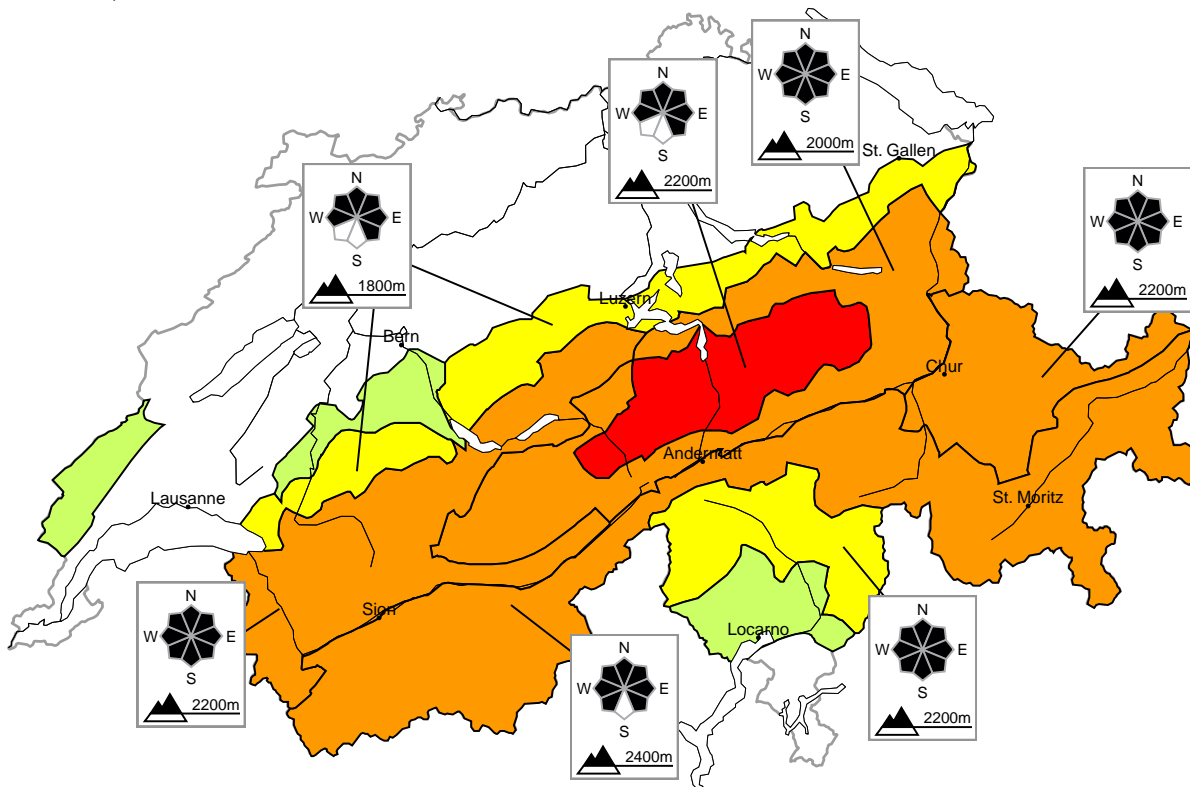 N
W E
S
2000m
N
W E
S
2200m
St. Gallen
N
W E
S
1800m
N
W E
S
2200m
Luzern
Bern
Chur
Andermatt
Lausanne
St. Moritz
N
W E
S
2200m
Sion
Locarno
N
W E
S
2400m
N
W E
S
2200m